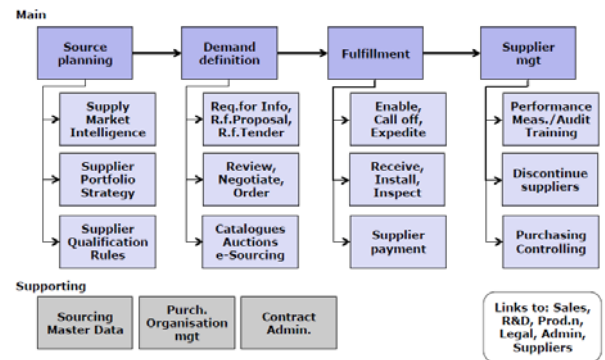 Main
Source
planning
Demand
definition
Fulfillment
Supplier
mgt
Supply
Market
Intelligence
Req.for Info,
R.f.Proposal,
R.f.Tender
Enable,
Call off,
Expedite
Performance
Meas./Audit
Training
Supplier
Portfolio
Strategy
Review,
Negotiate,
Order
Receive,
Install,
Inspect
Discontinue
suppliers
Supplier
Qualification
Rules
Catalogues
Auctions
e-Sourcing
Supplier
payment
Purchasing
Controlling
Supporting
Sourcing
Master Data
Purch.
Organisation
mgt
Contract
Admin.
Links to: Sales,
R&D, Prod.n,
Legal, Admin,
Suppliers